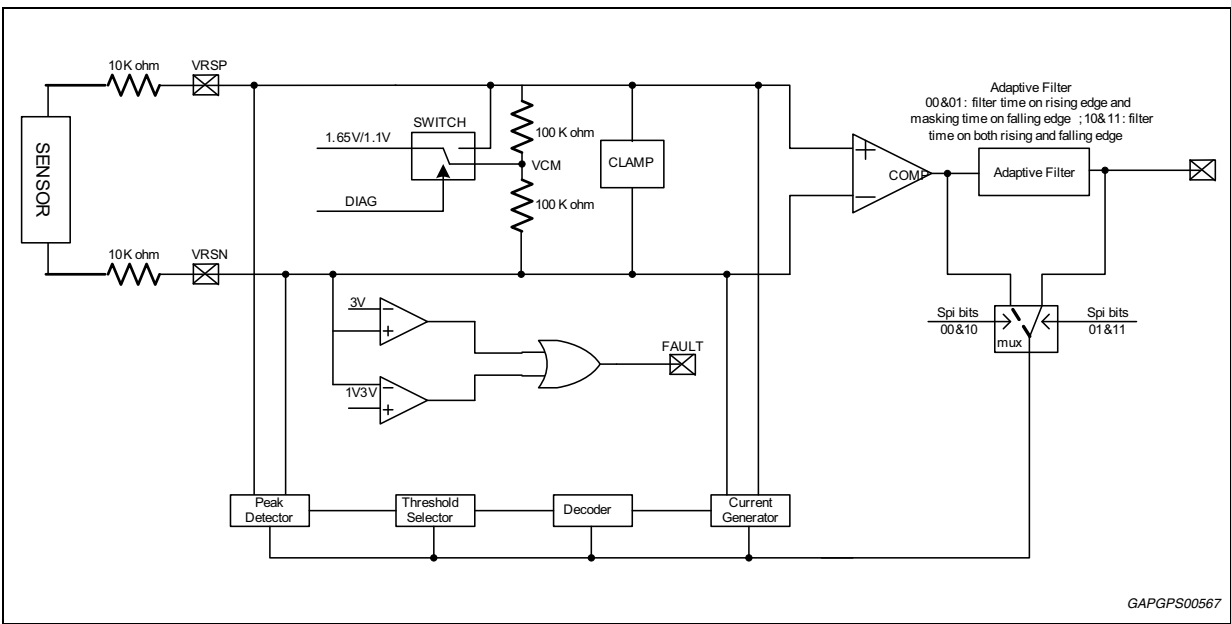 10K ohm
VRSP
Adaptive Filter
00&01: filter time on rising edge and
masking time on falling edge ;10&11: filter
time on both rising and falling edge
SWITCH
1.65V/1.1V
100 K ohm
VCM
CLAMP
COMP
Adaptive Filter
SENSOR
DIAG
100 K ohm
10K ohm
VRSN
3V
Spi bits
00&10
mux
Spi bits
01&11
FAULT
1V3V
Peak
Detector
Threshold
Selector
Decoder
Current
Generator
GAPGPS00567